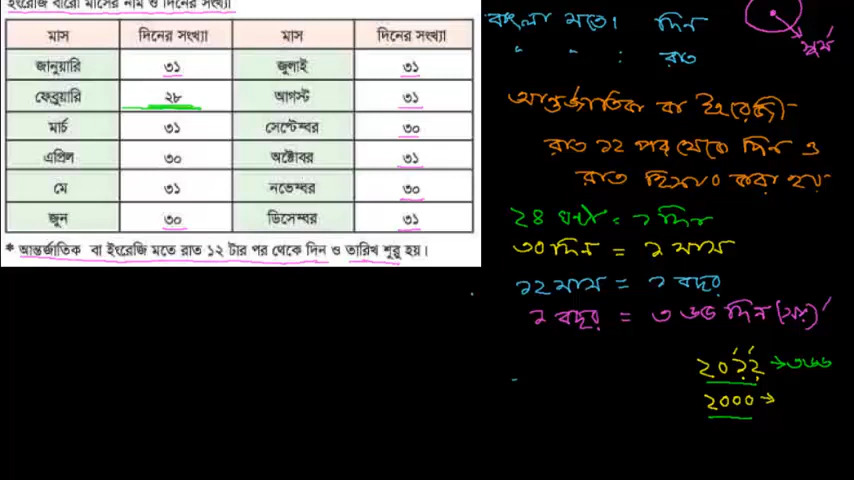 ইংরেজি বারো মাসের নাম ও দিনের সংখ্যা
মাস দিনের সংখ্যা মাস দিনের সংখ্যা
জানুয়ারি ৩১ জুলাই ৩১
ফেব্রুয়ারি ২৮ আগস্ট ৩১
মার্চ ৩১ সেপ্টেম্বর ৩০
এপ্রিল ৩০ অক্টোবর ৩১
মে ৩১ নভেম্বর ৩০
জুন ৩০ ডিসেম্বর ৩১
* আন্তর্জাতিক বা ইংরেজি মতে রাত ১২ টার পর থেকে দিন ও তারিখ শুরু হয়।
বাংলা মতে। দিন
" " : রাত
সূর্য
আন্তর্জাতিক বা ইংরেজি
রাত ১২ পর থেকে দিন ও
রাত হিসাব করা হয়
২৪ ঘণ্টা = ১ দিন
৩০ দিন = ১ মাস
১২ মাস = ১ বছর
১ বছর = ৩৬৫ দিন
২০১২ → ৩৬৬
২০০০ →